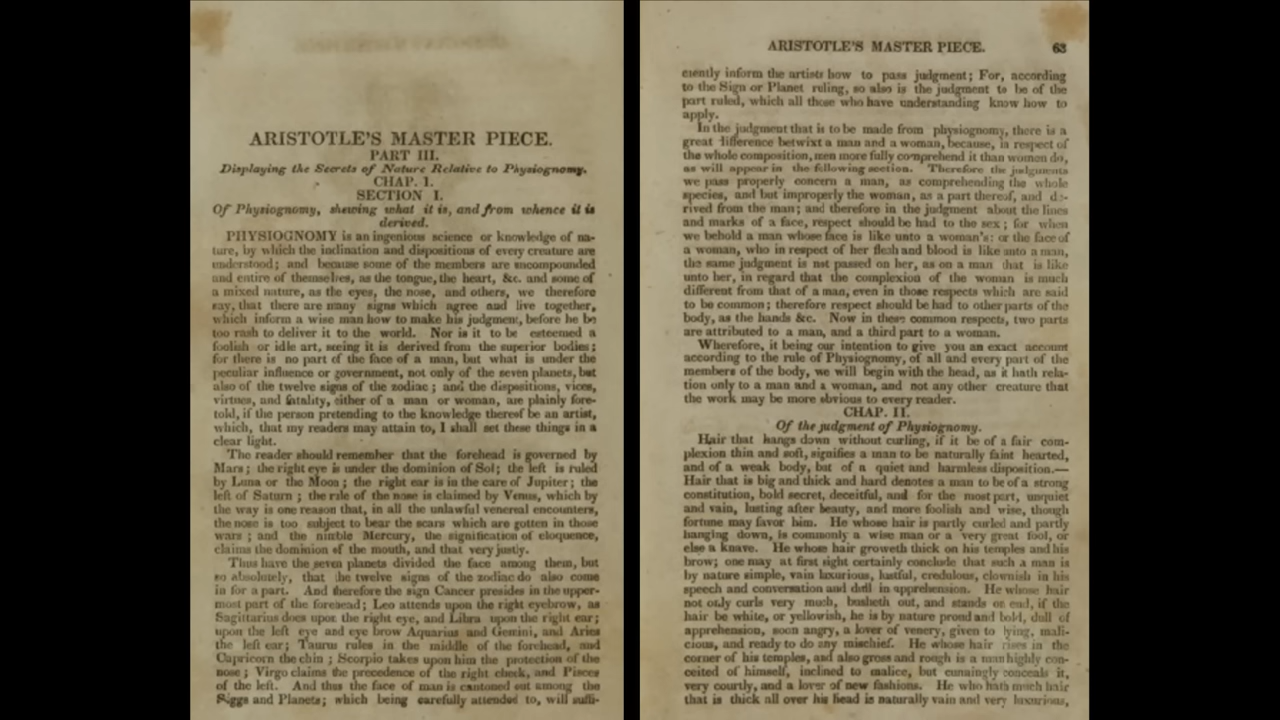 ARISTOTLE'S MASTER PIECE.
PART III.
Displaying the Secrets of Nature Relative to Physiognomy.
CHAP. I.
SECTION I.
Of Physiognomy, shewing what it is, and from whence it is
derived.
PHYSIOGNOMY is an ingenious science or knowledge of na-
ture, by which the inclination and dispositions of every creature are
understood; and because some of the members are uncompounded
and entire of themselves, as the tongue, the heart, &c. and some of
a mixed nature, as the eyes, the nose, and others, we therefore
say, that there are many signs which agree and live together,
which inform a wise man how to make his judgment, before he be
too rash to deliver it to the world. Nor is it to be esteemed a
foolish or idle art, seeing it is derived from the superior bodies;
for there is no part of the face of a man, but what is under the
peculiar influence or government, not only of the seven planets, but
also of the twelve signs of the zodiac; and the dispositions, vices,
virtues, and fatality, either of a man or woman, are plainly fore-
told, if the person pretending to the knowledge thereof be an artist,
which, that my readers may attain to, I shall set these things in a
clear light.
The reader should remember that the forehead is governed by
Mars; the right eye is under the dominion of Sol; the left is ruled
by Luna or the Moon; the right ear is in the care of Jupiter; the
left of Saturn; the rule of the nose is claimed by Venus, which by
the way is one reason that, in all the unlawful venereal encounters,
the nose is too subject to bear the scars which are gotten in those
wars; and the nimble Mercury, the signification of eloquence,
claims the dominion of the mouth, and that very justly.
Thus have the seven planets divided the face among them, but
so absolutely, that the twelve signs of the zodiac do also come
in for a part. And therefore the sign Cancer presides in the upper-
most part of the forehead; Leo attends upon the right eyebrow, as
Sagittarius does upon the right eye, and Libra upon the right ear;
upon the left eye and eye brow Aquarius and Gemini, and Aries
the left ear; Taurus rules in the middle of the forehead, and
Capricorn the chin; Scorpio takes upon him the protection of the
nose; Virgo claims the precedence of the right cheek, and Pisces
of the left. And thus the face of man is cantoned out among the
Siggs and Planets; which being carefully attended to, will suffi-
ARISTOTLE'S MASTER PIECE. 63
ciently inform the artists how to pass judgment; For, according
to the Sign or Planet ruling, so also is the judgment to be of the
part ruled, which all those who have understanding know how to
apply.
In the judgment that is to be made from physiognomy, there is a
great difference betwixt a man and a woman, because, in respect of
the whole composition, men more fully comprehend it than women do,
as will appear in the following section. Therefore the judgments
we pass properly concern a man, as comprehending the whole
species, and but improperly the woman, as a part thereof, and de-
rived from the man; and therefore in the judgment about the lines
and marks of a face, respect should be had to the sex; for when
we behold a man whose face is like unto a woman's: or the face of
a woman, who in respect of her flesh and blood is like unto a man,
the same judgment is not passed on her, as on a man that is like
unto her, in regard that the complexion of the woman is much
different from that of a man, even in those respects which are said
to be common; therefore respect should be had to other parts of the
body, as the hands &c. Now in these common respects, two parts
are attributed to a man, and a third part to a woman.
Wherefore, it being our intention to give you an exact account
according to the rule of Physiognomy, of all and every part of the
members of the body, we will begin with the head, as it hath rela-
tion only to a man and a woman, and not any other creature that
the work may be more obvious to every reader.
CHAP. II.
Of the judgment of Physiognomy.
Hair that hangs down without curling, if it be of a fair com-
plexion thin and soft, signifies a man to be naturally faint hearted,
and of a weak body, but of a quiet and harmless disposition.—
Hair that is big and thick and hard denotes a man to be of a strong
constitution, bold secret, deceitful, and for the most part, unquiet
and vain, lusting after beauty, and more foolish and wise, though
fortune may favor him. He whose hair is partly curled and partly
hanging down, is commonly a wise man or a very great fool, or
else a knave. He whose hair groweth thick on his temples and his
brow; one may at first sight certainly conclude that such a man is
by nature simple, vain luxurious, lustful, credulous, clownish in his
speech and conversation and dull in apprehension. He whose hair
not only curls very much, busheth out, and stands on end, if the
hair be white, or yellowish, he is by nature proud and bold, dull of
apprehension, soon angry, a lover of venery, given to lying, mali-
cious, and ready to do any mischief. He whose hair rises in the
corner of his temples, and also gross and rough is a man highly con-
ceited of himself, inclined to malice, but cunningly conceals it,
very courtly, and a lover of new fashions. He who hath much hair
that is thick all over his head is naturally vain and very luxurious,